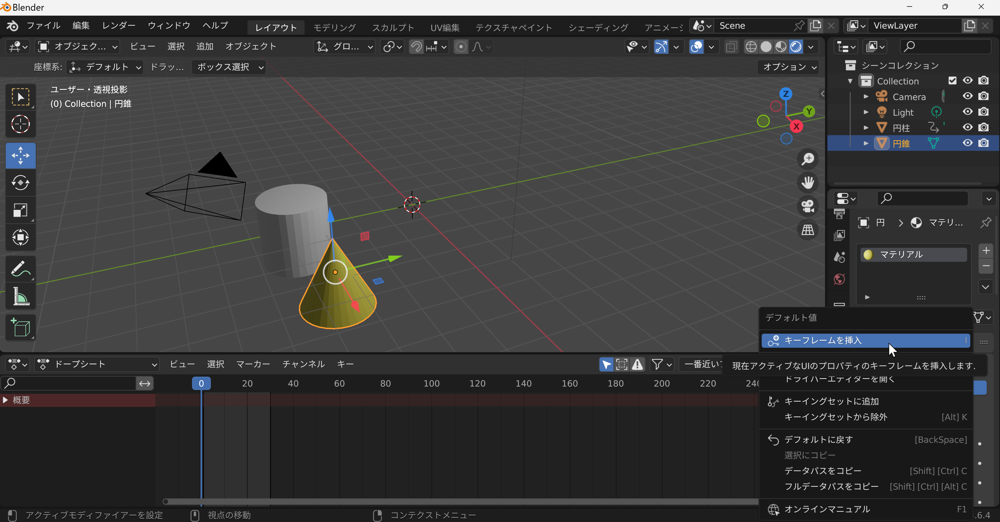 Blender
ファイル 編集 レンダー ウィンドウ ヘルプ レイアウト モデリング スカルプト UV編集 テクスチャペイント シェーディング アニメーシ Scene ViewLayer
オブジェク... ビュー 選択 追加 オブジェクト グロ...
座標系: デフォルト ドラッ... ボックス選択 オプション
ユーザー・透視投影
(0) Collection | 円錐
Z
Y
X
シーンコレクション
Collection
Camera
Light
円柱
円錐
円 マテリ...
マテリアル
デフォルト値
キーフレームを挿入 I
現在アクティブなUIのプロパティのキーフレームを挿入します.
ドライバーエディターを開く
キーイングセットに追加
キーイングセットから除外 [Alt] K
デフォルトに戻す [BackSpace]
選択にコピー
データパスをコピー [Shift] [Ctrl] C
フルデータパスをコピー [Shift] [Ctrl] [Alt] C
オンラインマニュアル F1
ドープシート ビュー 選択 マーカー チャンネル キー 一番近い
0 20 40 60 80 100 120 140 160 180 200 220 240
概要
アクティブモディファイアーを設定 視点の移動 コンテクストメニュー .6.4